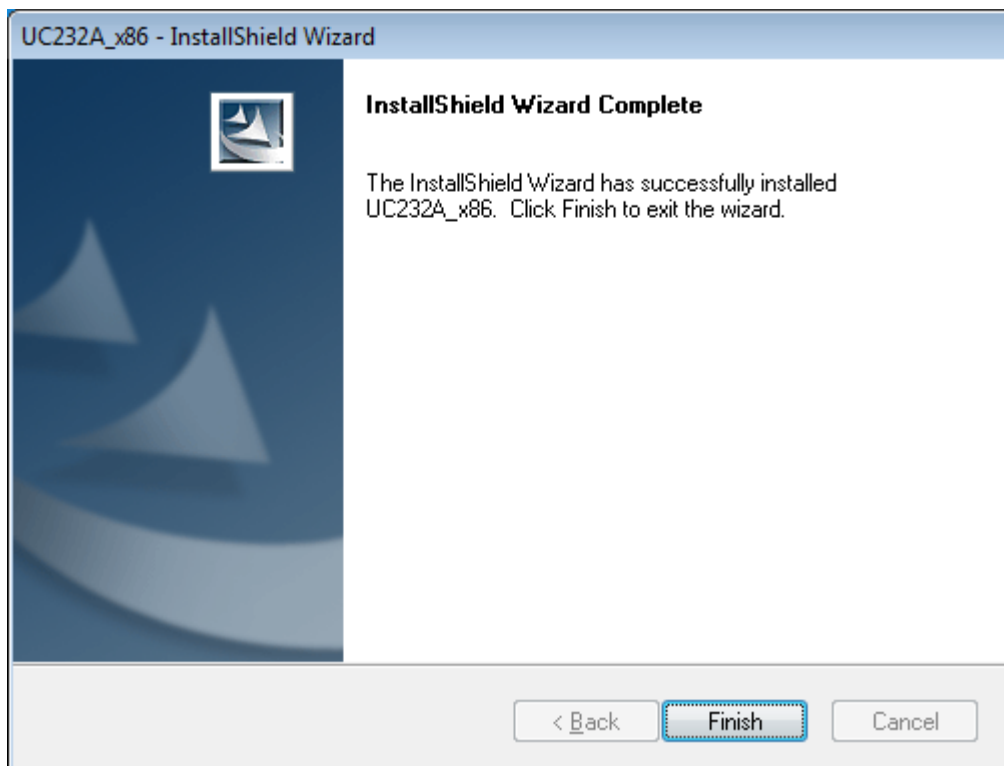 UC232A_x86 - InstallShield Wizard
InstallShield Wizard Complete
The InstallShield Wizard has successfully installed
UC232A_x86. Click Finish to exit the wizard.
< Back
Finish
Cancel